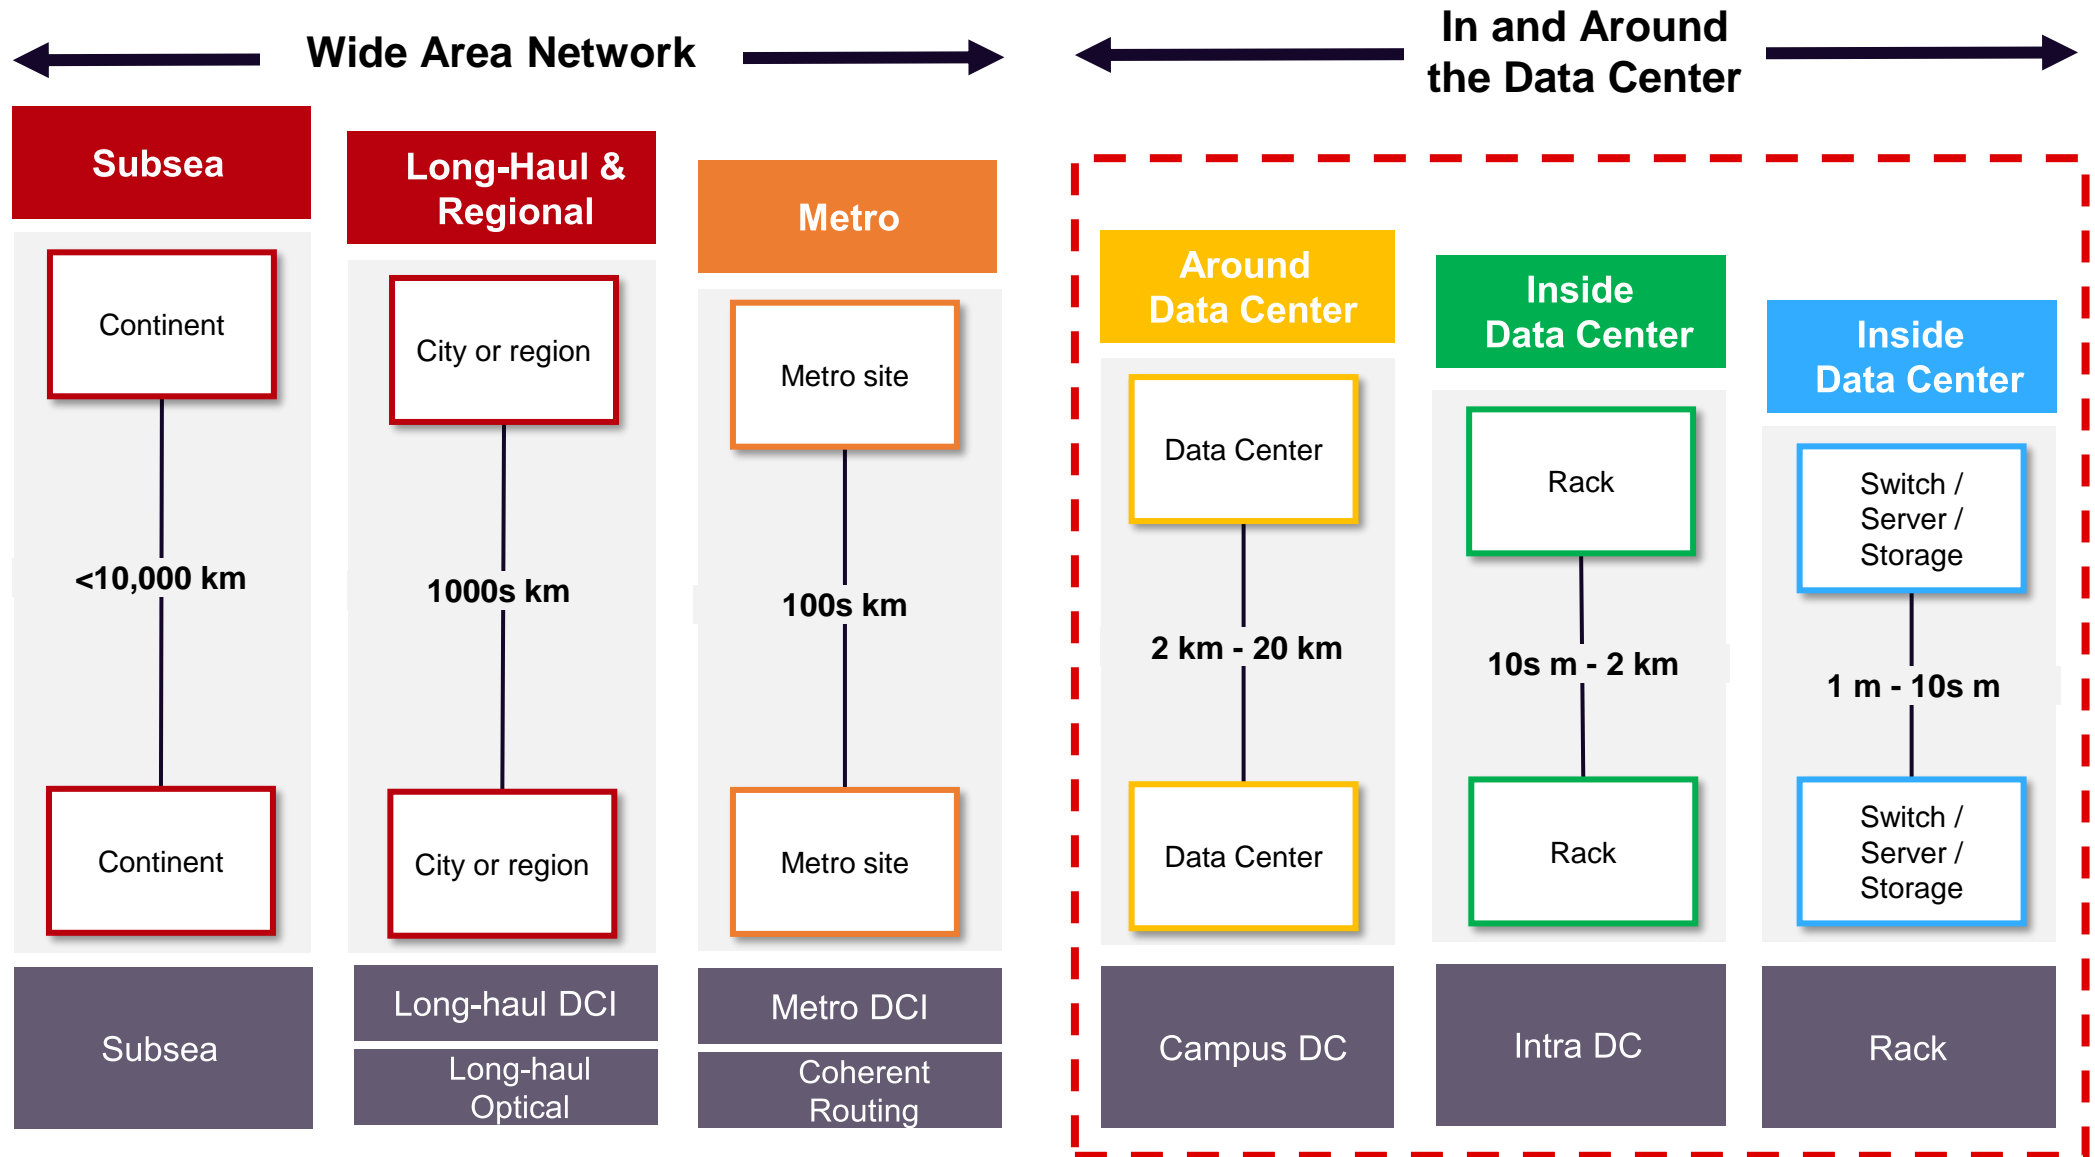 Wide Area Network
In and Around
the Data Center
Subsea
Continent
<10,000 km
Continent
Subsea
Long-Haul &
Regional
City or region
1000s km
City or region
Long-haul DCI
Long-haul
Optical
Metro
Metro site
100s km
Metro site
Metro DCI
Coherent
Routing
Around
Data Center
Data Center
2 km - 20 km
Data Center
Campus DC
Inside
Data Center
Rack
10s m - 2 km
Rack
Intra DC
Inside
Data Center
Switch /
Server /
Storage
1 m - 10s m
Switch /
Server /
Storage
Rack